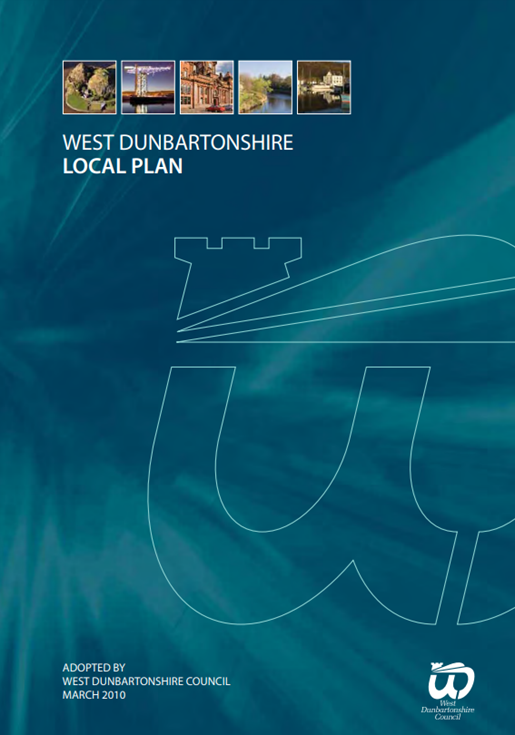 WEST DUNBARTONSHIRE
LOCAL PLAN
ADOPTED BY
WEST DUNBARTONSHIRE COUNCIL
MARCH 2010
West
Dunbartonshire
Council